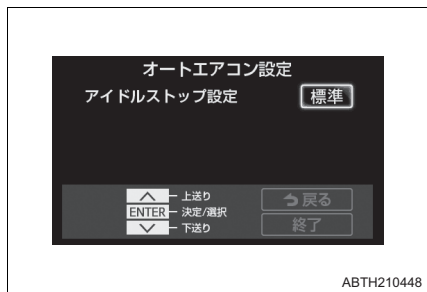 オートエアコン設定
アイドルストップ設定 標準
上送り
ENTER 決定/選択
下送り
戻る
終了
ABTH210448